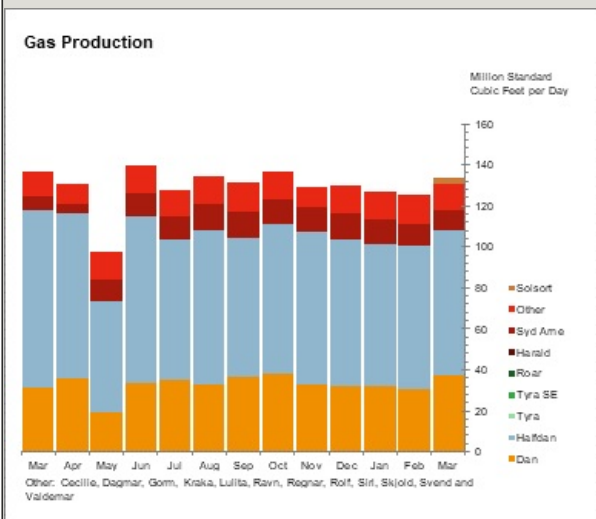 Gas Production
Million Standard
Cubic Feet per Day
160
140
120
100
80
60
40
20
0
Solsort
Other
Syd Arne
Harald
Roar
Tyra SE
Tyra
Halfdan
Dan
Mar Apr May Jun Jul Aug Sep Oct Nov Dec Jan Feb Mar
Other: Cecilie, Dagmar, Gorm, Kraka, Lulita, Ravn, Regnar, Rolf, Siri, Skjold, Svend and
Valdemar